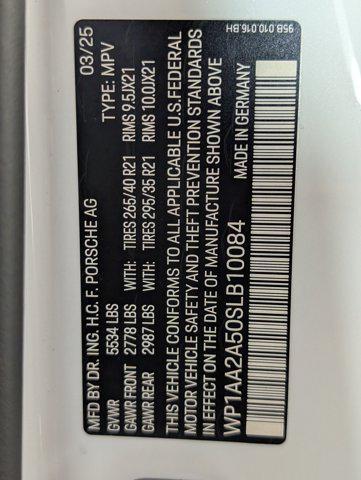 95B.010.016.BH
MFD BY DR. ING. H.C. F. PORSCHE AG 03/25
GVWR 5534 LBS TYPE: MPV
GAWR FRONT 2778 LBS WITH: TIRES 265/40 R21 RIMS 9.5JX21
GAWR REAR 2987 LBS WITH: TIRES 295/35 R21 RIMS 10.0JX21
THIS VEHICLE CONFORMS TO ALL APPLICABLE U.S.FEDERAL
MOTOR VEHICLE SAFETY AND THEFT PREVENTION STANDARDS
IN EFFECT ON THE DATE OF MANUFACTURE SHOWN ABOVE
WP1AA2A50SLB10084 MADE IN GERMANY